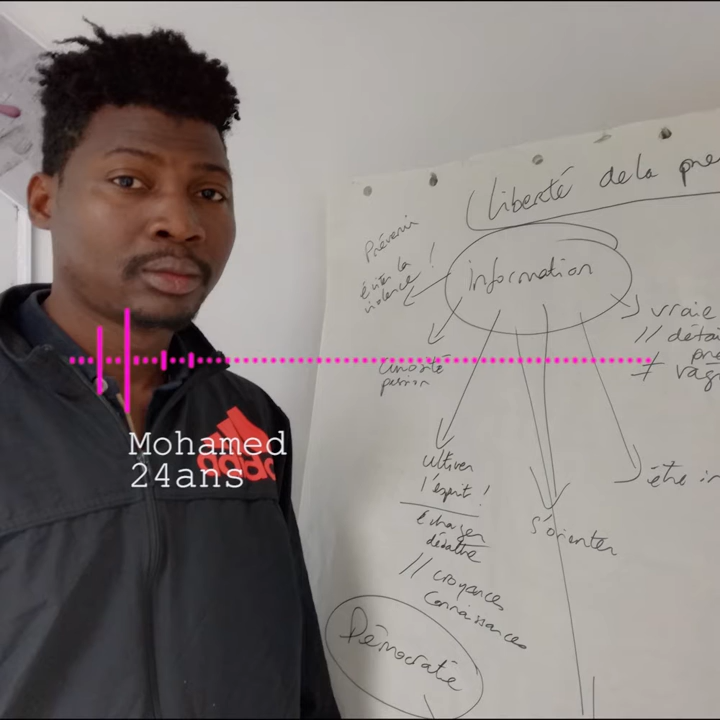 (Liberté de la pre
Information
Prévenir
éviter la
violence !
curiosité
passion
cultiver
l'esprit !
échanger
débattre
// croyances
connaissances
s'orienter
être in
vraie
// détai
pré
≠ vag
Démocratie
Mohamed
24ans
adidas